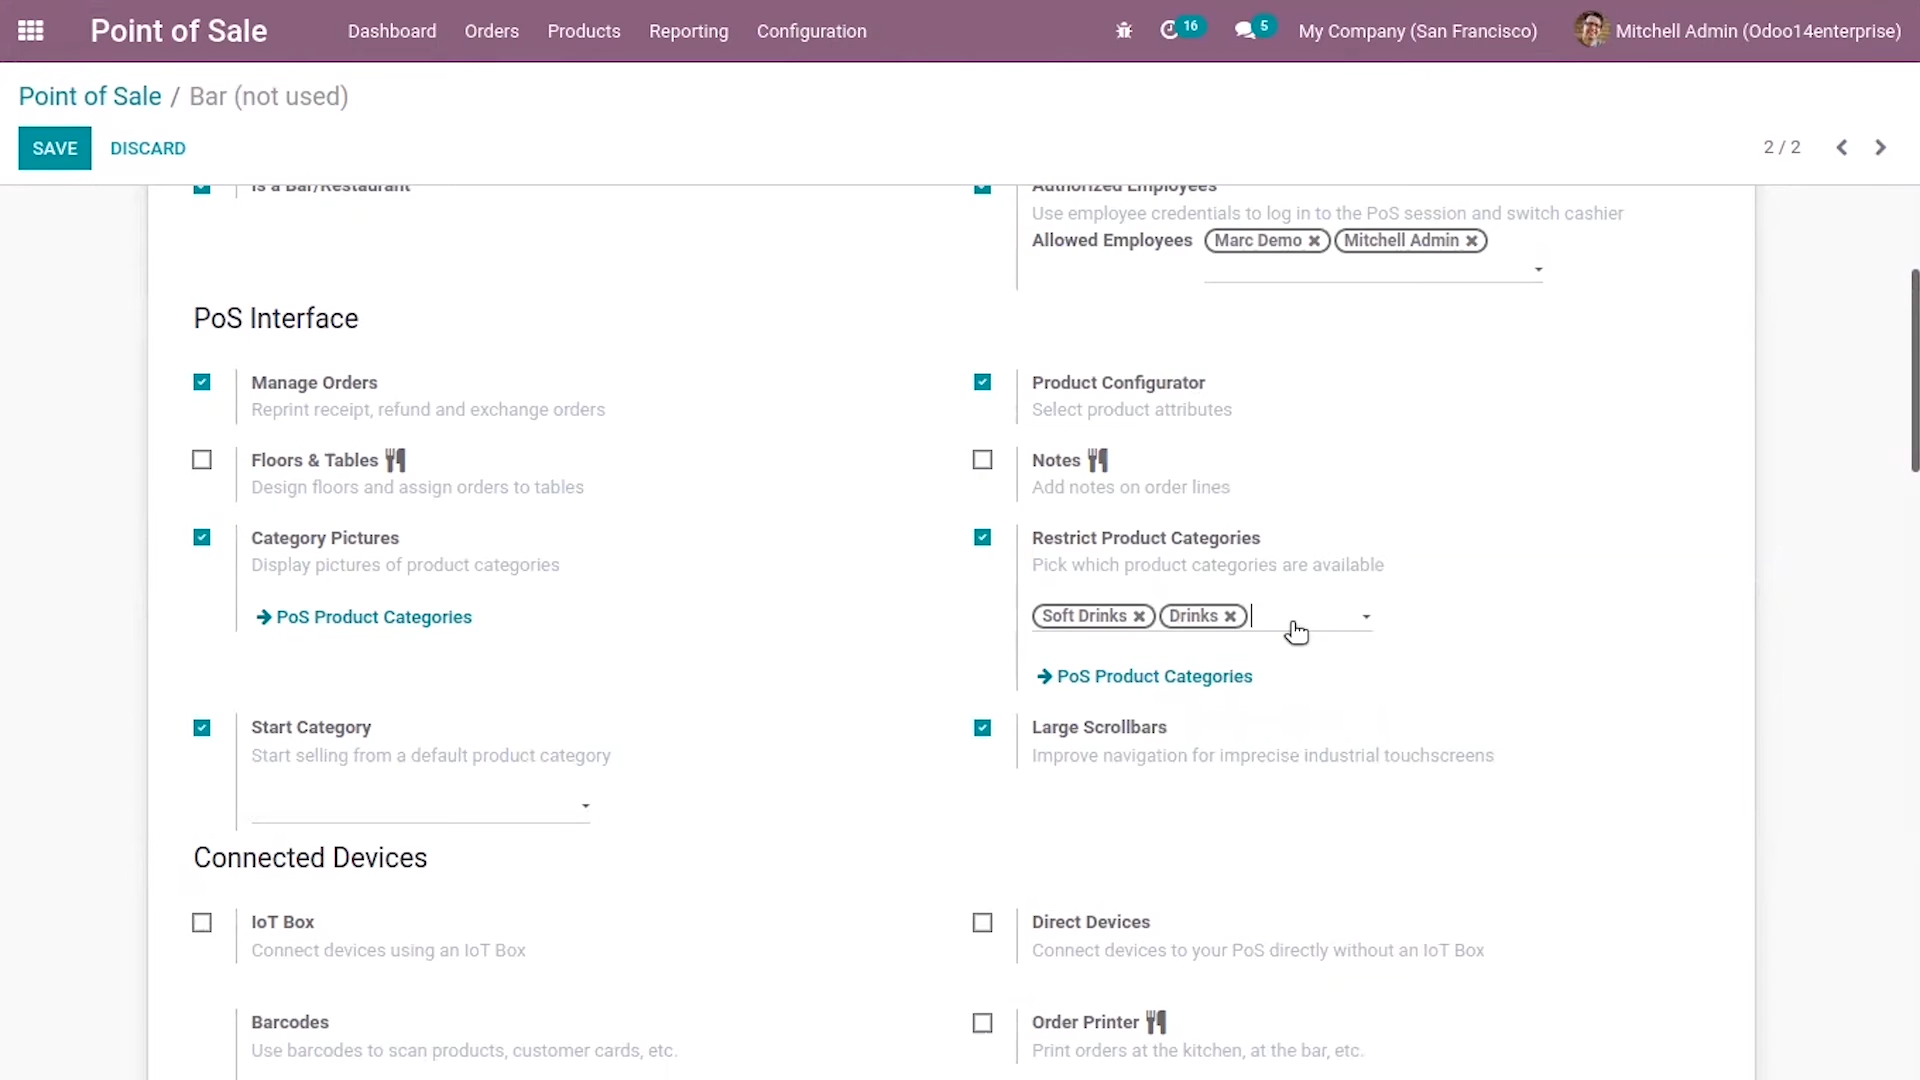 Point of Sale Dashboard Orders Products Reporting Configuration 16 5 My Company (San Francisco) Mitchell Admin (Odoo14enterprise)
Point of Sale / Bar (not used)
SAVE DISCARD 2 / 2
Is a Bar/Restaurant
Authorized Employees
Use employee credentials to log in to the PoS session and switch cashier
Allowed Employees Marc Demo Mitchell Admin
PoS Interface
Manage Orders
Reprint receipt, refund and exchange orders
Product Configurator
Select product attributes
Floors & Tables
Design floors and assign orders to tables
Notes
Add notes on order lines
Category Pictures
Display pictures of product categories
PoS Product Categories
Restrict Product Categories
Pick which product categories are available
Soft Drinks Drinks
PoS Product Categories
Start Category
Start selling from a default product category
Large Scrollbars
Improve navigation for imprecise industrial touchscreens
Connected Devices
IoT Box
Connect devices using an IoT Box
Direct Devices
Connect devices to your PoS directly without an IoT Box
Barcodes
Use barcodes to scan products, customer cards, etc.
Order Printer
Print orders at the kitchen, at the bar, etc.